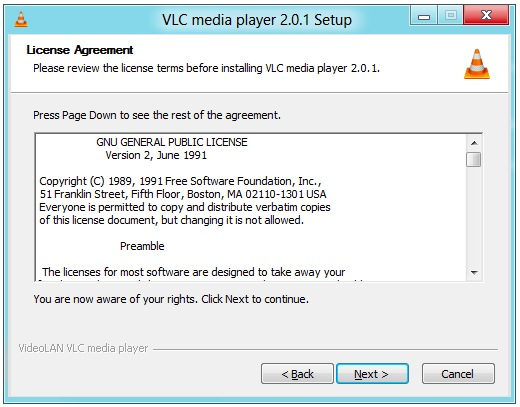 VLC media player 2.0.1 Setup
License Agreement
Please review the license terms before installing VLC media player 2.0.1.
Press Page Down to see the rest of the agreement.
GNU GENERAL PUBLIC LICENSE
Version 2, June 1991
Copyright (C) 1989, 1991 Free Software Foundation, Inc.,
51 Franklin Street, Fifth Floor, Boston, MA 02110-1301 USA
Everyone is permitted to copy and distribute verbatim copies
of this license document, but changing it is not allowed.
Preamble
The licenses for most software are designed to take away your
You are now aware of your rights. Click Next to continue.
VideoLAN VLC media player
< Back
Next >
Cancel